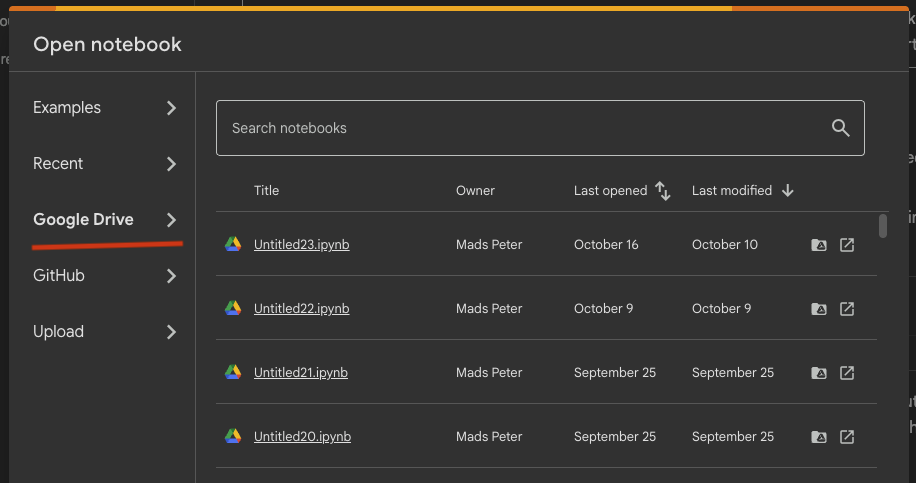 Open notebook
Examples
Recent
Google Drive
GitHub
Upload
Search notebooks
Title Owner Last opened Last modified
Untitled23.ipynb Mads Peter October 16 October 10
Untitled22.ipynb Mads Peter October 9 October 9
Untitled21.ipynb Mads Peter September 25 September 25
Untitled20.ipynb Mads Peter September 25 September 25